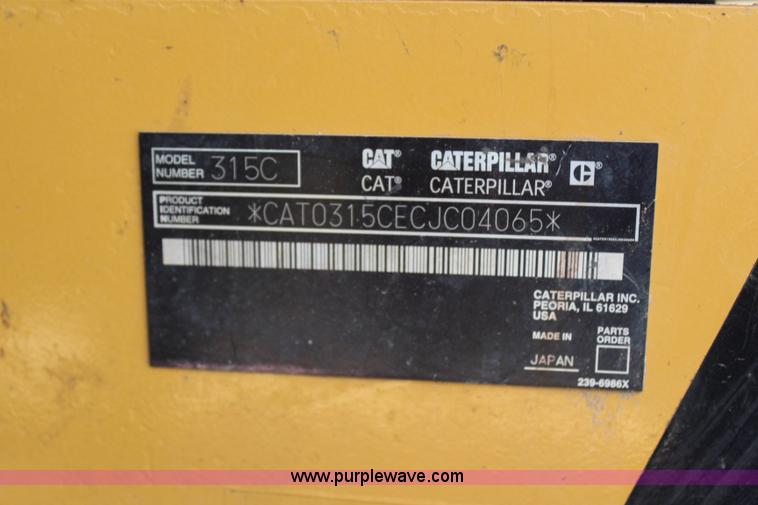 MODEL NUMBER 315C
CAT® CATERPILLAR® C®
CAT® CATERPILLAR®
PRODUCT IDENTIFICATION NUMBER *CAT0315CECJC04065*
CATERPILLAR INC.
PEORIA, IL 61629
USA
MADE IN JAPAN
PARTS ORDER
239-6986X
www.purplewave.com